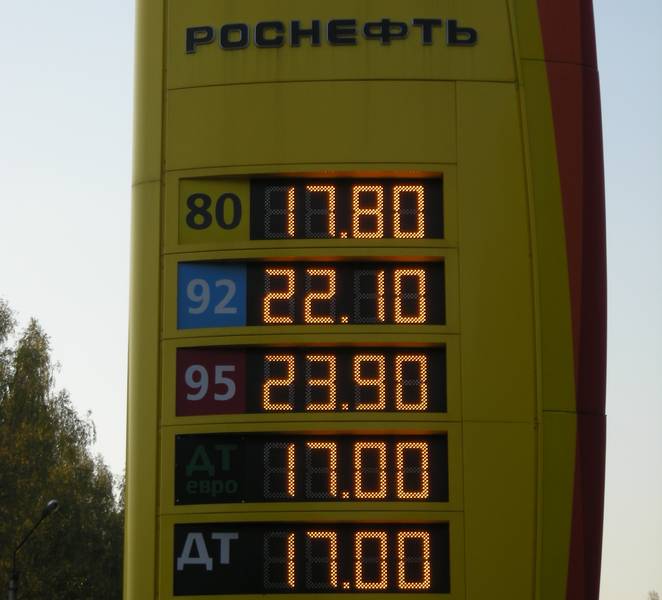 РОСНЕФТЬ
80 17.80
92 22.10
95 23.90
ДТ евро 17.00
ДТ 17.00